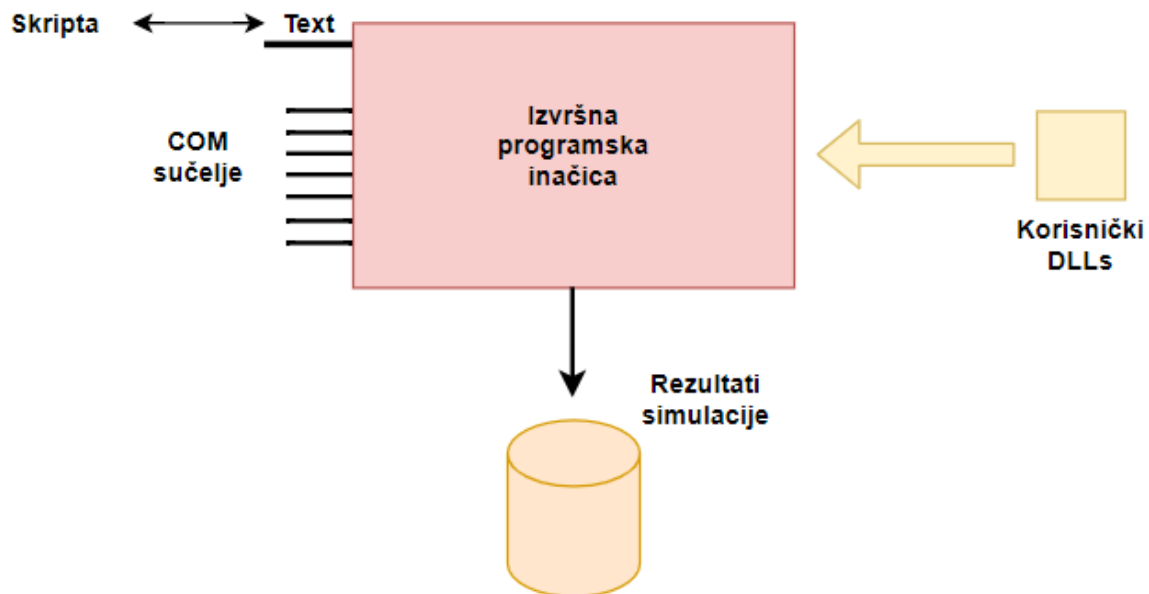 Skripta
Text
COM
sučelje
Izvršna
programska
inačica
Korisnički
DLLs
Rezultati
simulacije